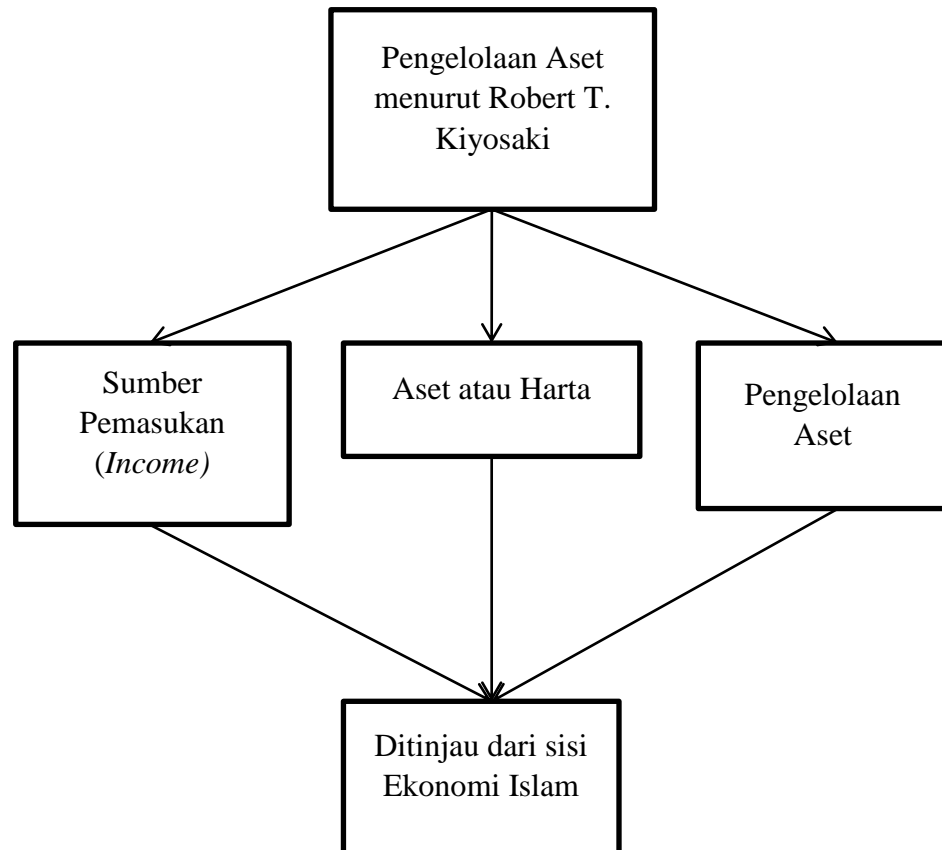 Pengelolaan Aset
menurut Robert T.
Kiyosaki
Sumber
Pemasukan
(Income)
Aset atau Harta
Pengelolaan
Aset
Ditinjau dari sisi
Ekonomi Islam